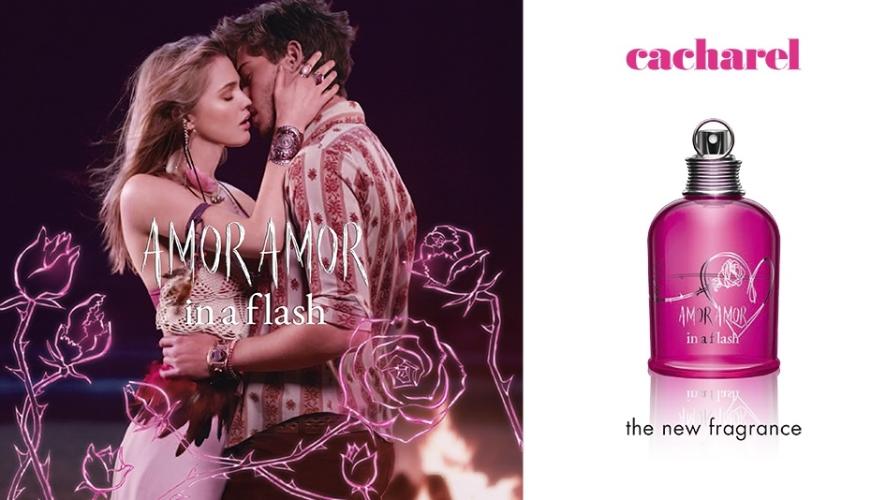 AMOR AMOR
in a flash
cacharel
AMOR AMOR
in a flash
the new fragrance